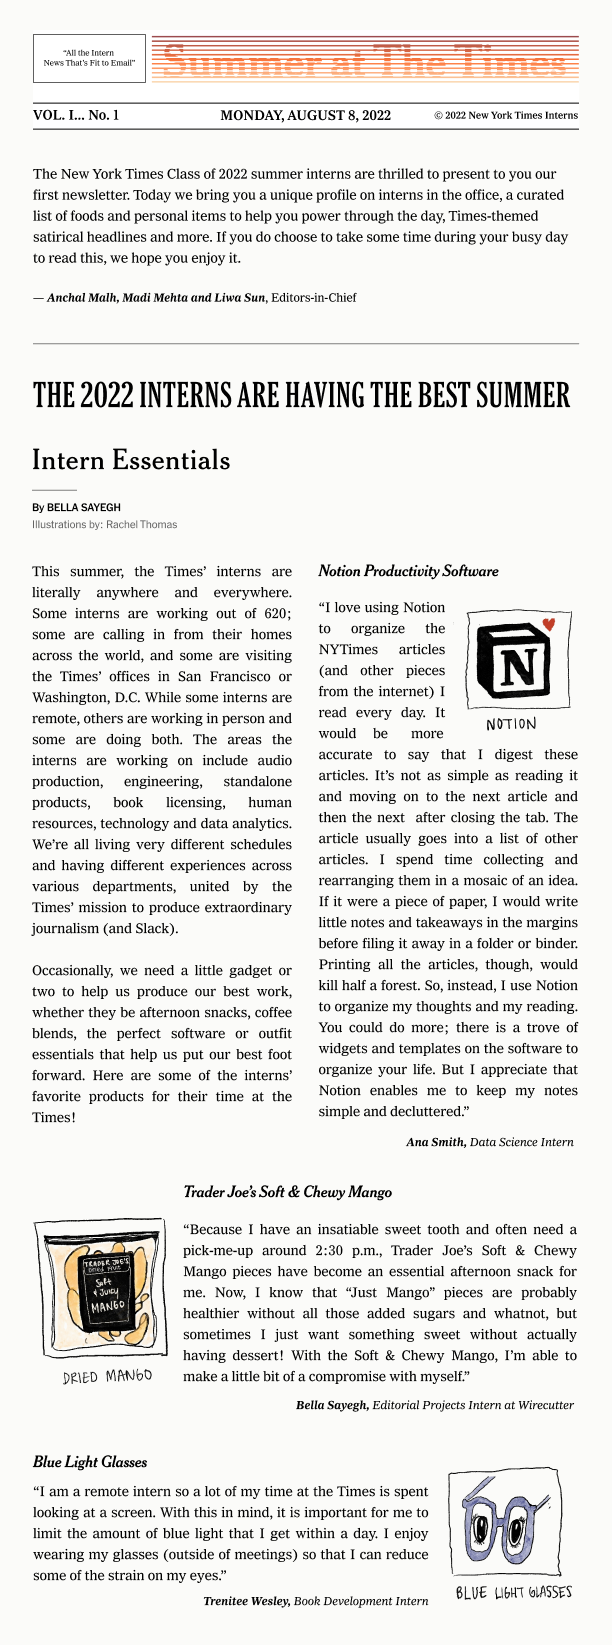 “All the Intern
News That’s Fit to Email”
Summer at The Times
VOL. I... No. 1
MONDAY, AUGUST 8, 2022
© 2022 New York Times Interns
The New York Times Class of 2022 summer interns are thrilled to present to you our
first newsletter. Today we bring you a unique profile on interns in the office, a curated
list of foods and personal items to help you power through the day, Times-themed
satirical headlines and more. If you do choose to take some time during your busy day
to read this, we hope you enjoy it.
— Anchal Malh, Madi Mehta and Liwa Sun, Editors-in-Chief
THE 2022 INTERNS ARE HAVING THE BEST SUMMER
Intern Essentials
By BELLA SAYEGH
Illustrations by: Rachel Thomas
This summer, the Times’ interns are
literally anywhere and everywhere.
Some interns are working out of 620;
some are calling in from their homes
across the world, and some are visiting
the Times’ offices in San Francisco or
Washington, D.C. While some interns are
remote, others are working in person and
some are doing both. The areas the
interns are working on include audio
production, engineering, standalone
products, book licensing, human
resources, technology and data analytics.
We’re all living very different schedules
and having different experiences across
various departments, united by the
Times’ mission to produce extraordinary
journalism (and Slack).
Occasionally, we need a little gadget or
two to help us produce our best work,
whether they be afternoon snacks, coffee
blends, the perfect software or outfit
essentials that help us put our best foot
forward. Here are some of the interns’
favorite products for their time at the
Times!
Notion Productivity Software
“I love using Notion
to organize the
NYTimes articles
(and other pieces
from the internet) I
read every day. It
would be more
accurate to say that I digest these
articles. It’s not as simple as reading it
and moving on to the next article and
then the next after closing the tab. The
article usually goes into a list of other
articles. I spend time collecting and
rearranging them in a mosaic of an idea.
If it were a piece of paper, I would write
little notes and takeaways in the margins
before filing it away in a folder or binder.
Printing all the articles, though, would
kill half a forest. So, instead, I use Notion
to organize my thoughts and my reading.
You could do more; there is a trove of
widgets and templates on the software to
organize your life. But I appreciate that
Notion enables me to keep my notes
simple and decluttered.”
N
NOTION
Ana Smith, Data Science Intern
Trader Joe’s Soft & Chewy Mango
TRADER JOE'S
DRIED FRUIT
Soft
& Juicy
MANGO
DRIED MANGO
“Because I have an insatiable sweet tooth and often need a
pick-me-up around 2:30 p.m., Trader Joe’s Soft & Chewy
Mango pieces have become an essential afternoon snack for
me. Now, I know that “Just Mango” pieces are probably
healthier without all those added sugars and whatnot, but
sometimes I just want something sweet without actually
having dessert! With the Soft & Chewy Mango, I’m able to
make a little bit of a compromise with myself.”
Bella Sayegh, Editorial Projects Intern at Wirecutter
Blue Light Glasses
“I am a remote intern so a lot of my time at the Times is spent
looking at a screen. With this in mind, it is important for me to
limit the amount of blue light that I get within a day. I enjoy
wearing my glasses (outside of meetings) so that I can reduce
some of the strain on my eyes.”
Trenitee Wesley, Book Development Intern
BLUE LIGHT GLASSES